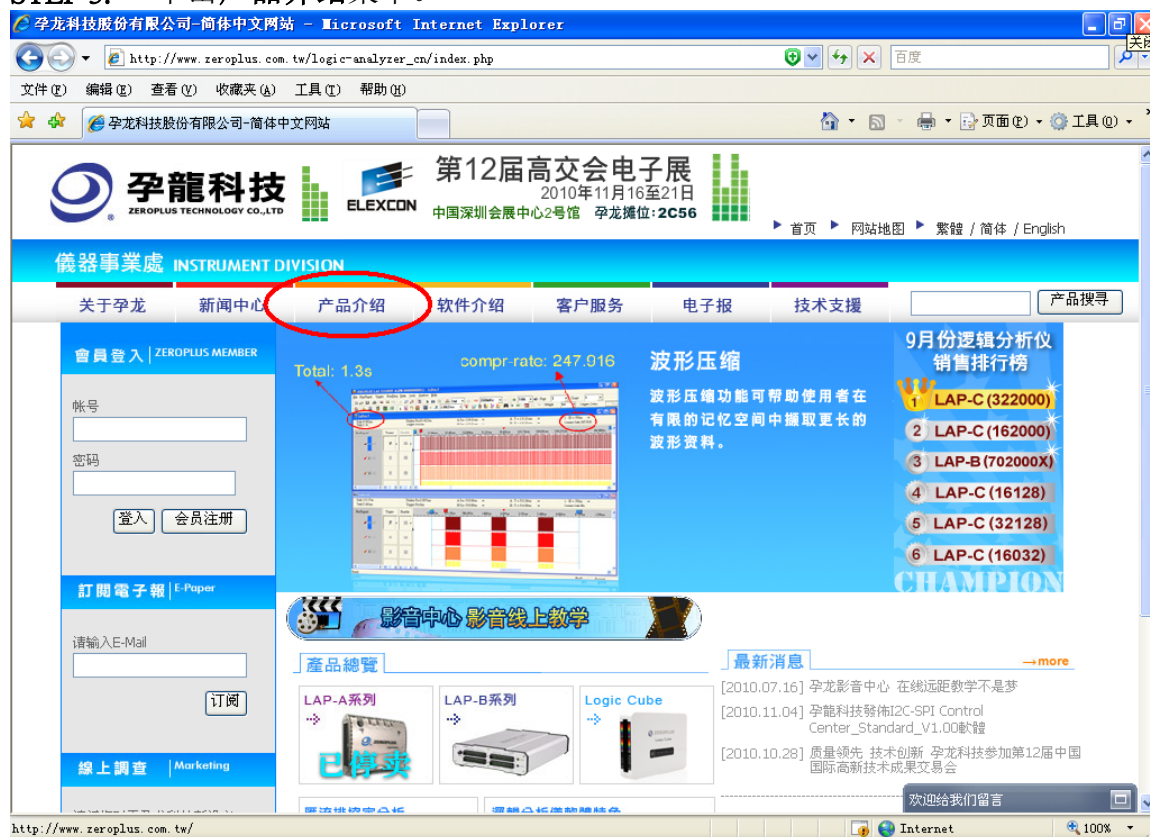 孕龙科技股份有限公司-简体中文网站 - Microsoft Internet Explorer
关闭
http://www.zeroplus.com.tw/logic-analyzer_cn/index.php
百度
文件(F) 编辑(E) 查看(V) 收藏夹(A) 工具(T) 帮助(H)
孕龙科技股份有限公司-简体中文网站
页面(P) 工具(O)
孕龍科技
ZEROPLUS TECHNOLOGY CO.,LTD
ELEXCON
第12届高交会电子展
2010年11月16至21日
中国深圳会展中心2号馆 孕龙摊位:2C56
首页 网站地图 繁體 / 简体 / English
儀器事業處 INSTRUMENT DIVISION
关于孕龙 新闻中心 产品介绍 软件介绍 客户服务 电子报 技术支援 产品搜寻
會員登入 ZEROPLUS MEMBER
帐号
密码
登入 会员注册
訂閱電子報 E-Paper
请输入E-Mail
订阅
線上調查 Marketing
Total: 1.3s
compr-rate: 247.916
波形压缩
波形压缩功能可帮助使用者在
有限的记忆空间中撷取更长的
波形资料。
9月份逻辑分析仪
销售排行榜
1 LAP-C (322000)
2 LAP-C (162000)
3 LAP-B (702000X)
4 LAP-C (16128)
5 LAP-C (32128)
6 LAP-C (16032)
CHAMPION
影音中心 影音线上教学
產品總覽
LAP-A系列
已停卖
LAP-B系列
Logic Cube
最新消息
→more
[2010.07.16] 孕龙影音中心 在线远距教学不是梦
[2010.11.04] 孕龍科技發佈I2C-SPI Control
Center_Standard_V1.00軟體
[2010.10.28] 质量领先 技术创新 孕龙科技参加第12届中国
国际高新技术成果交易会
欢迎给我们留言
http://www.zeroplus.com.tw/
Internet
100%